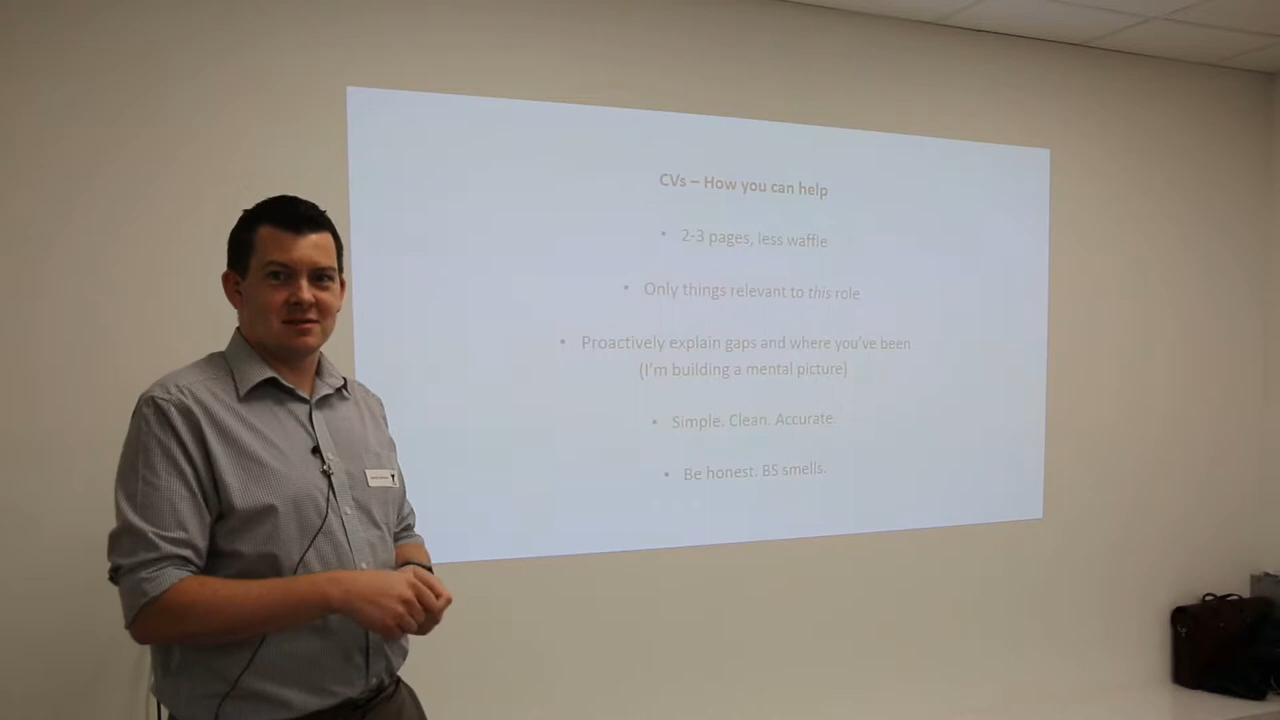 CVs – How you can help
• 2-3 pages, less waffle
• Only things relevant to this role
• Proactively explain gaps and where you've been
(I'm building a mental picture)
• Simple. Clean. Accurate.
• Be honest. BS smells.